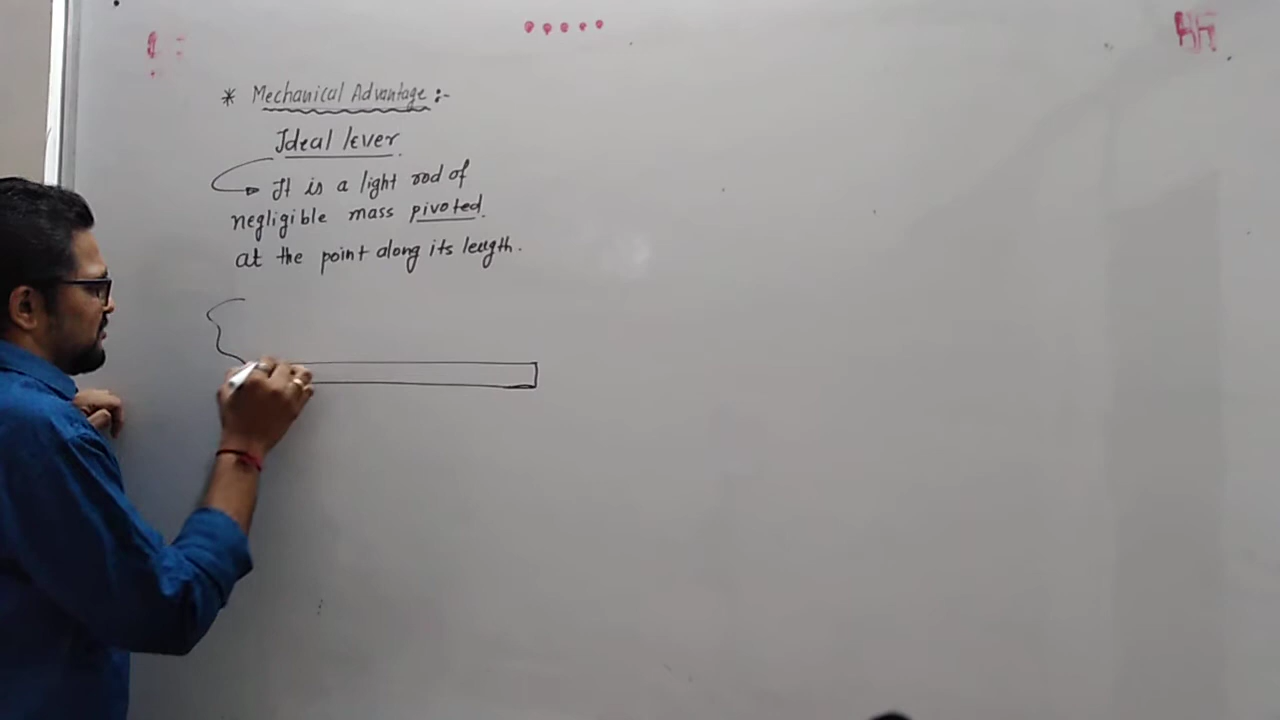 * Mechanical Advantage :-
Ideal lever
It is a light rod of
negligible mass pivoted
at the point along its length.